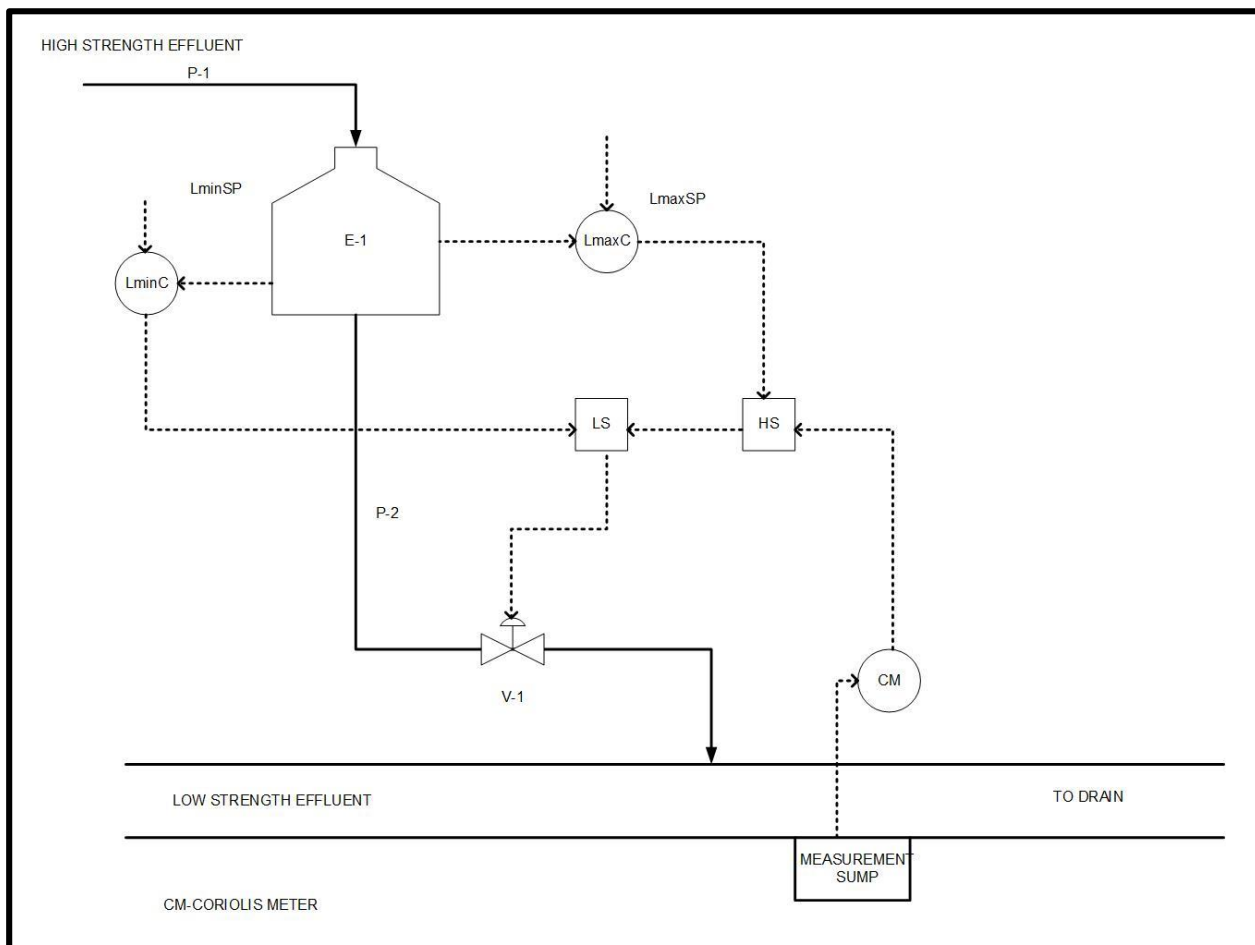 HIGH STRENGTH EFFLUENT
P-1
LminSP
LmaxSP
E-1
LmaxC
LminC
LS
HS
P-2
CM
V-1
LOW STRENGTH EFFLUENT
TO DRAIN
MEASUREMENT
SUMP
CM-CORIOLIS METER